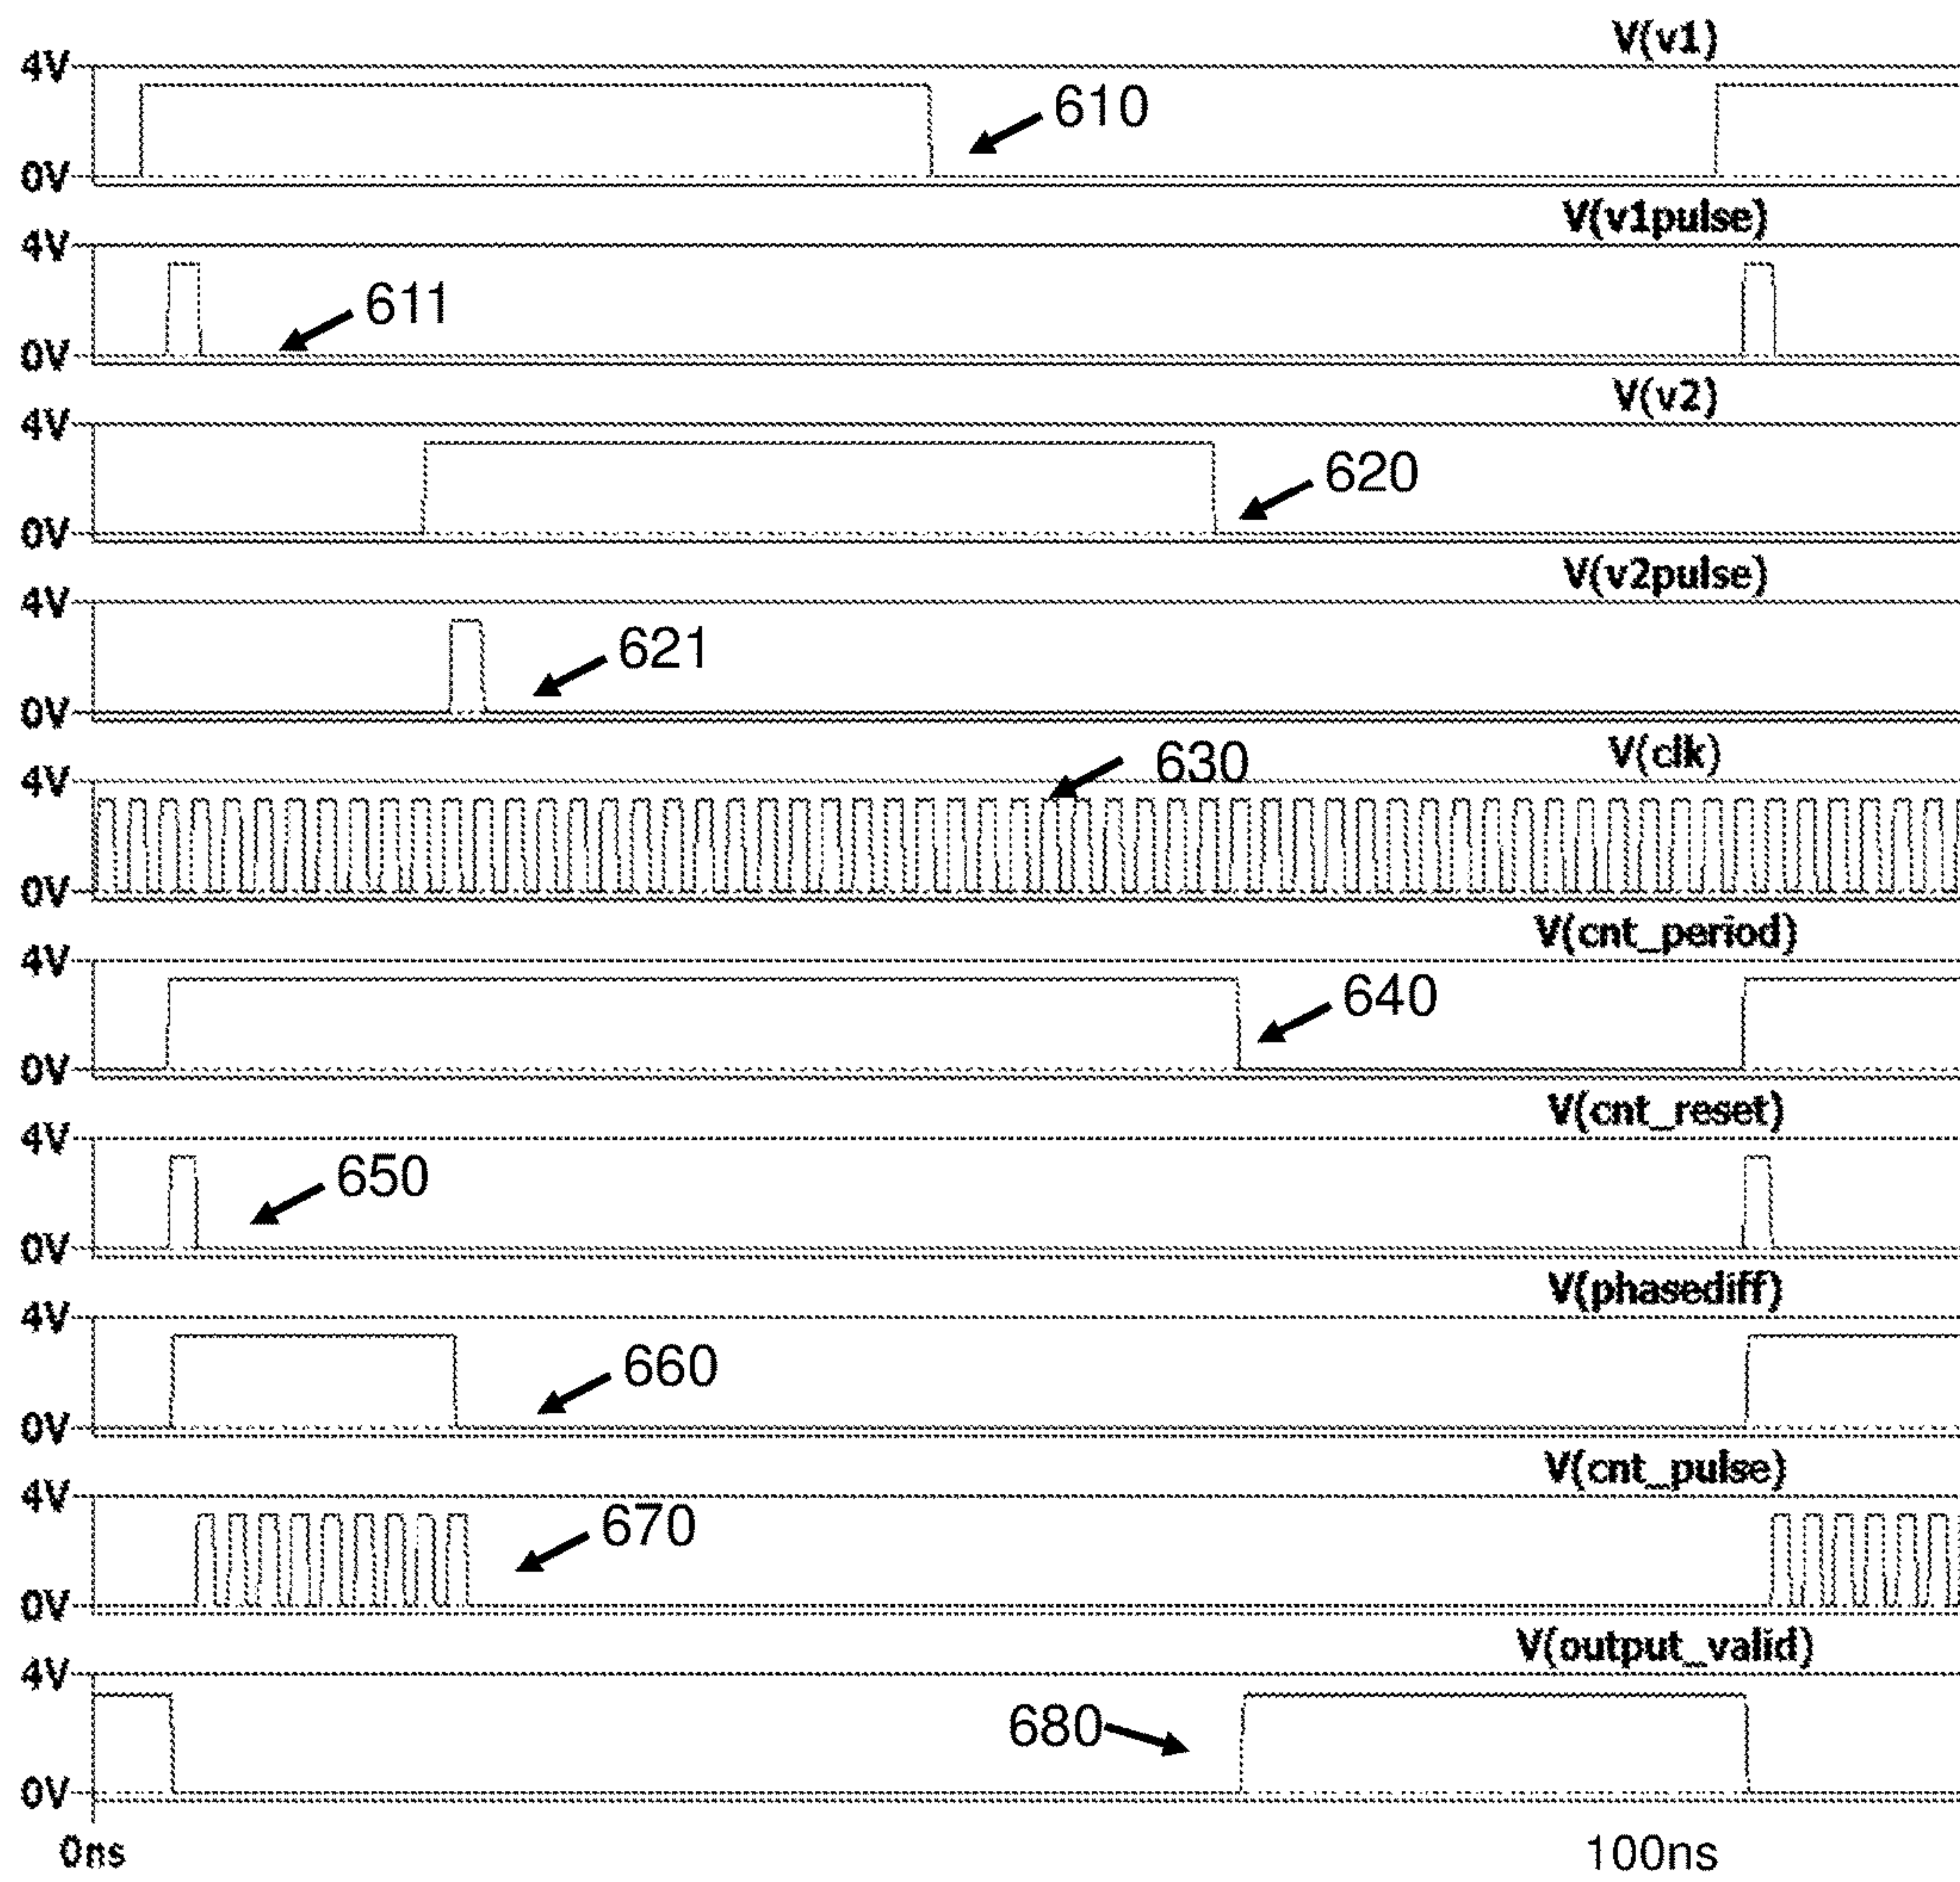 V(v1)
4V
610
0V
V(v1pulse)
4V
611
0V
V(v2)
4V
620
0V
V(v2pulse)
4V
621
0V
V(clk)
4V
630
0V
V(cnt_period)
4V
640
0V
V(cnt_reset)
4V
650
0V
V(phasediff)
4V
660
0V
V(cnt_pulse)
4V
670
0V
V(output_valid)
4V
680
0V
0ns
100ns